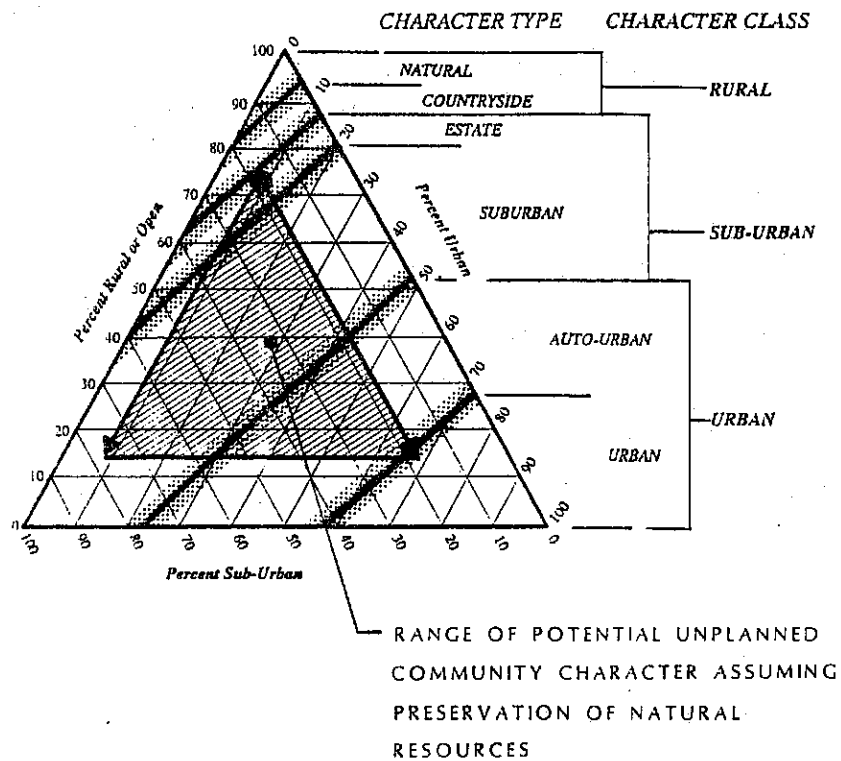 CHARACTER TYPE CHARACTER CLASS
100 0
NATURAL
10
RURAL
90
COUNTRYSIDE
20
ESTATE
80
30
70
SUBURBAN
Percent Rural or Open
Percent Urban
60
40
SUB-URBAN
50
50
40
60
AUTO-URBAN
30
70
20
80
URBAN
URBAN
10
90
0
100
100 90 80 70 60 50 40 30 20 10 0
Percent Sub-Urban
RANGE OF POTENTIAL UNPLANNED
COMMUNITY CHARACTER ASSUMING
PRESERVATION OF NATURAL
RESOURCES